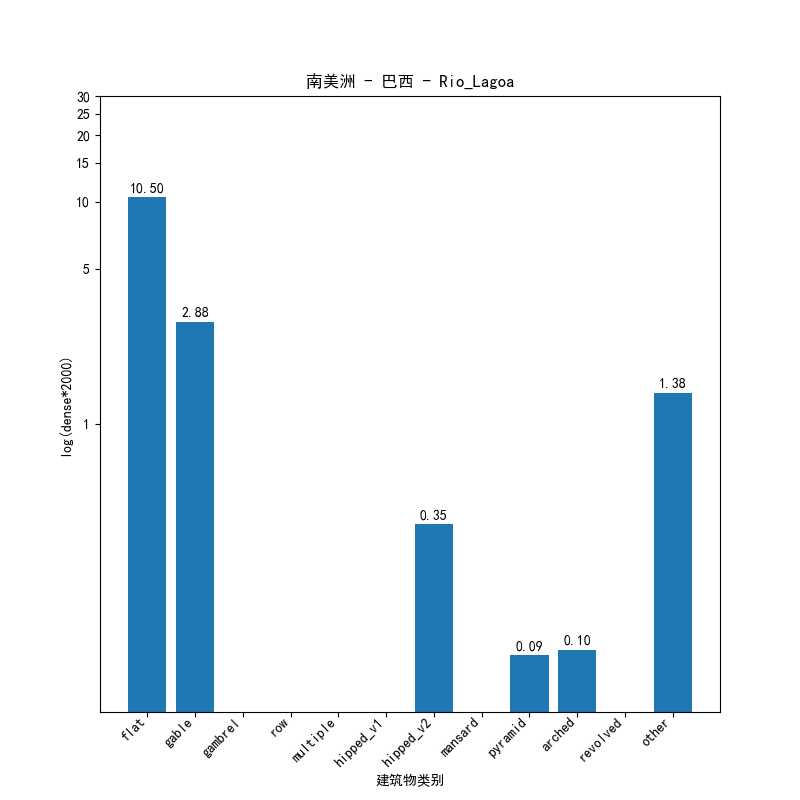 南美洲 - 巴西 - Rio_Lagoa
30
25
20
15
10
5
1
log(dense*2000)
10.50
2.88
0.35
0.09
0.10
1.38
flat
gable
gambrel
row
multiple
hipped_v1
hipped_v2
mansard
pyramid
arched
revolved
other
建筑物类别